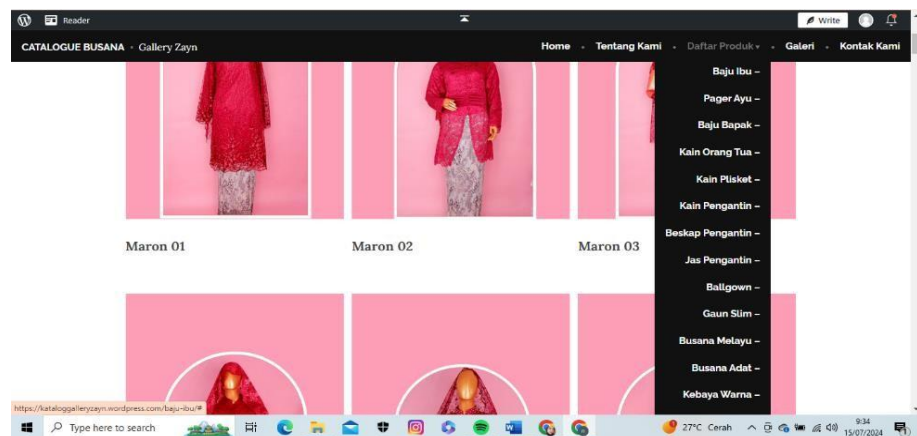 Reader
Write
CATALOGUE BUSANA - Gallery Zayn
Home - Tentang Kami - Daftar Produk - Galeri - Kontak Kami
Baju Ibu –
Pager Ayu –
Baju Bapak –
Kain Orang Tua –
Kain Plisket –
Kain Pengantin –
Beskap Pengantin –
Jas Pengantin –
Ballgown –
Gaun Slim –
Busana Melayu –
Busana Adat –
Kebaya Warna –
Maron 01
Maron 02
Maron 03
https://kataloggalleryzayn.wordpress.com/baju-ibu/#
Type here to search
27°C Cerah
9:34
15/07/2024